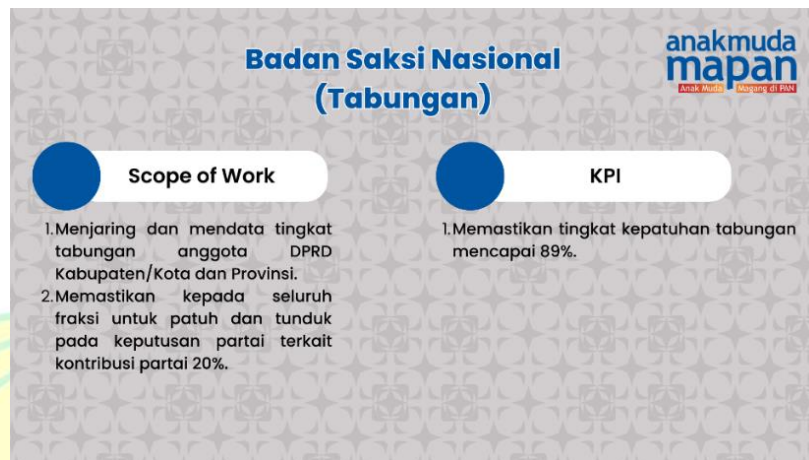 Badan Saksi Nasional
(Tabungan)
anakmuda
mapan
Anak Muda Magang di PAN
Scope of Work
1. Menjaring dan mendata tingkat
tabungan anggota DPRD
Kabupaten/Kota dan Provinsi.
2. Memastikan kepada seluruh
fraksi untuk patuh dan tunduk
pada keputusan partai terkait
kontribusi partai 20%.
KPI
1. Memastikan tingkat kepatuhan tabungan
mencapai 89%.